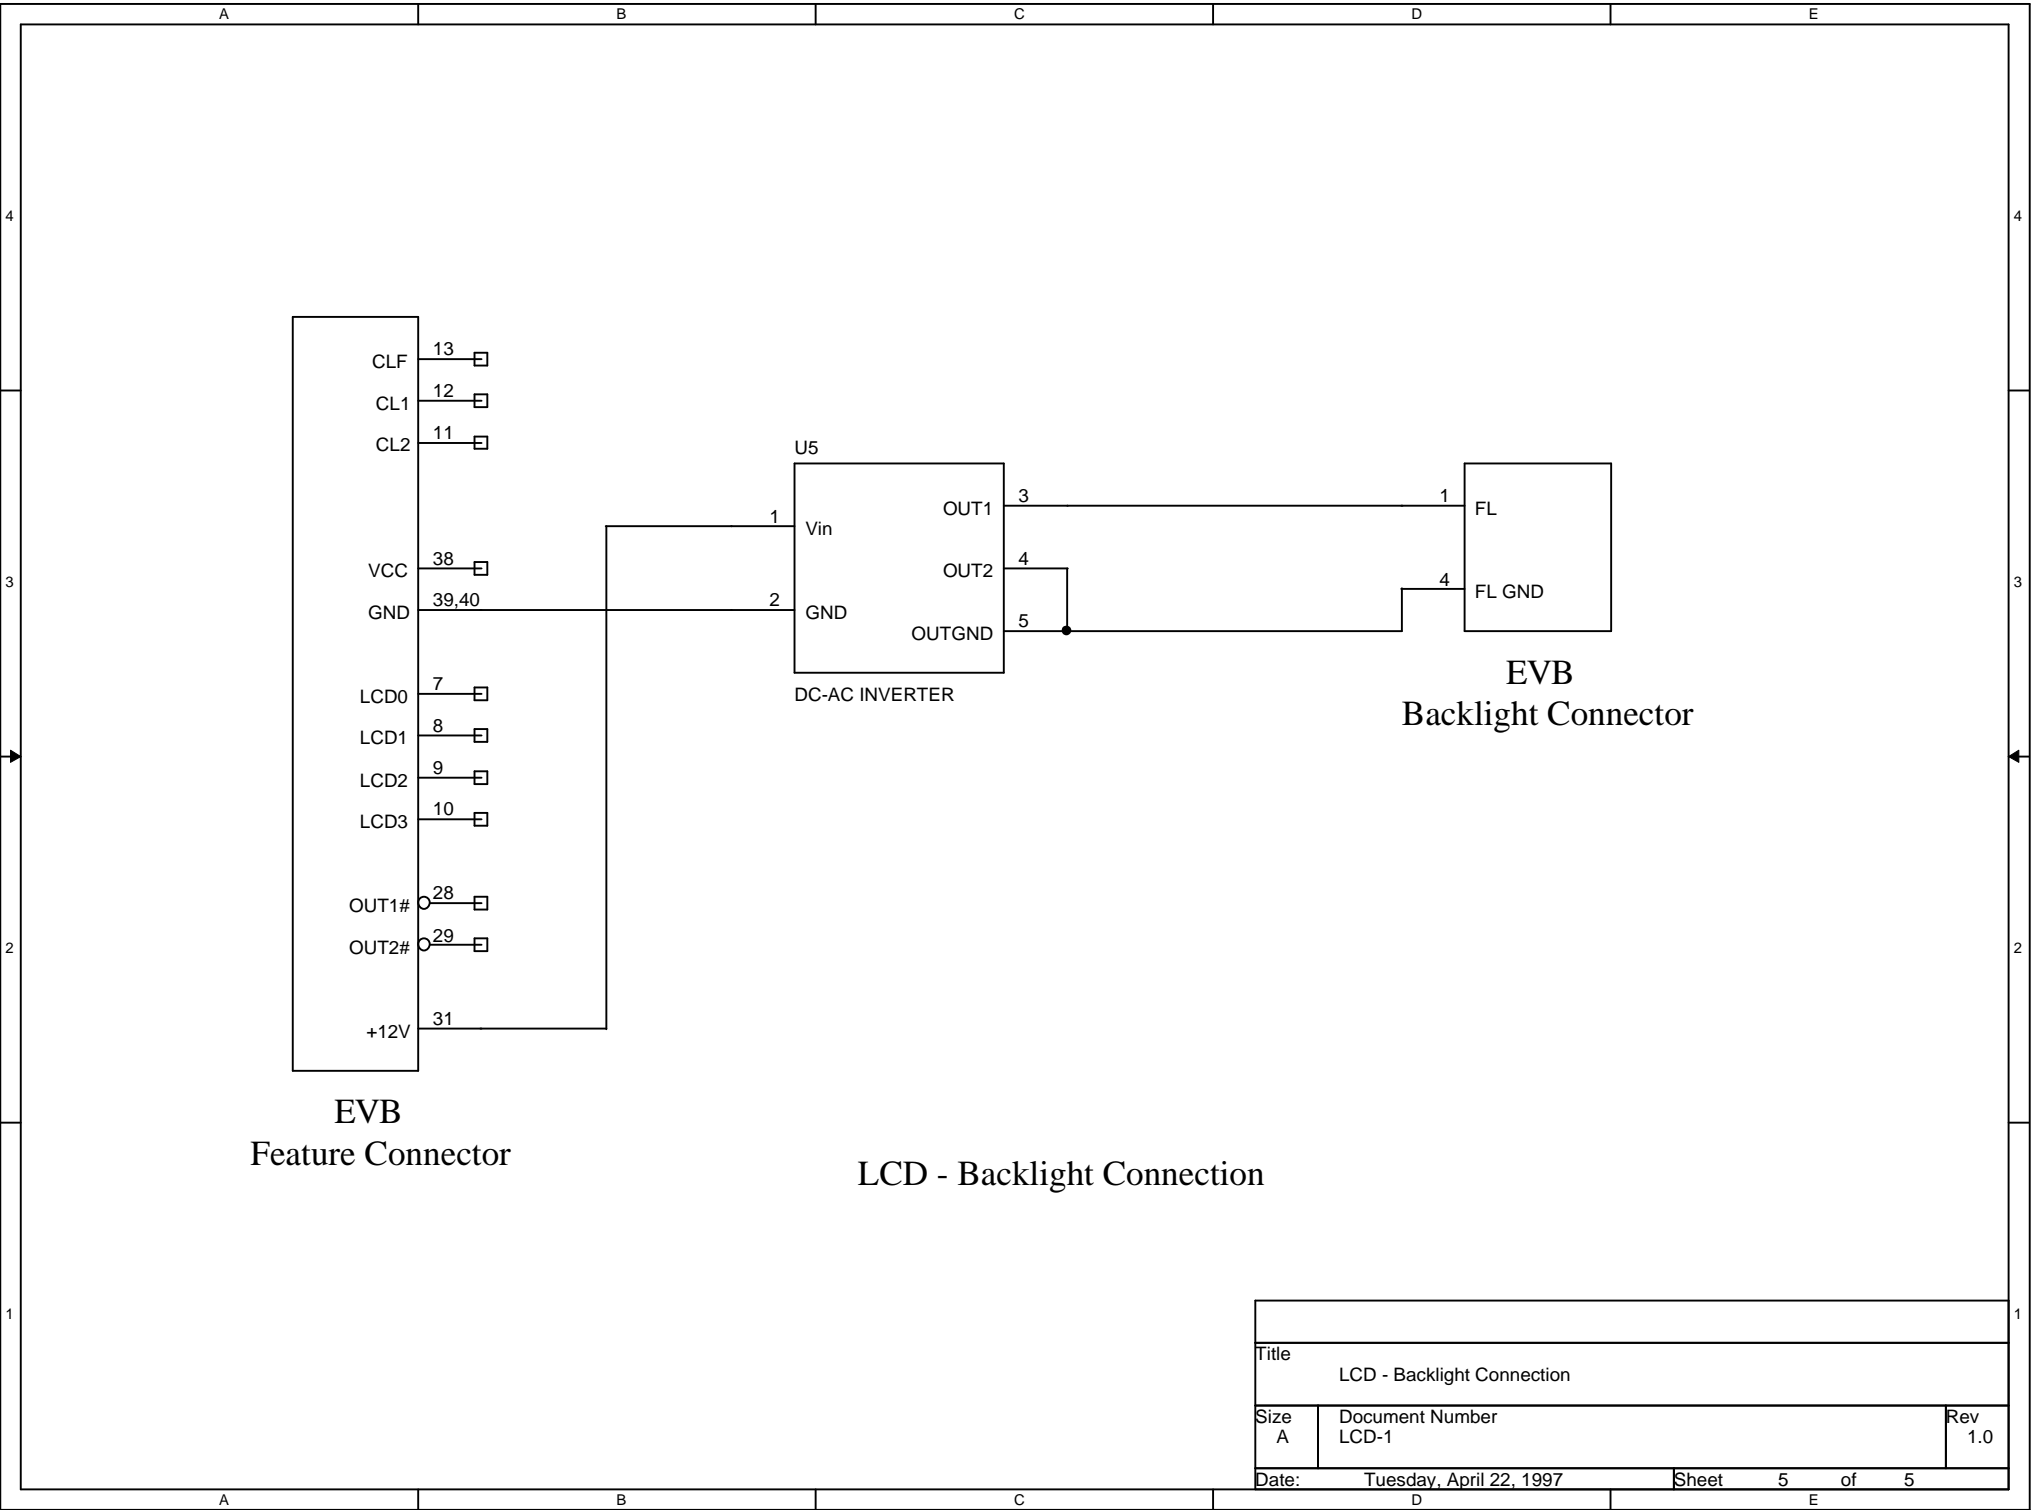 A B C D E
4 4
CLF 13
CL1 12
CL2 11
VCC 38
GND 39,40
LCD0 7
LCD1 8
LCD2 9
LCD3 10
OUT1# 28
OUT2# 29
+12V 31
EVB
Feature Connector
U5
1 Vin
2 GND
OUT1 3
OUT2 4
OUTGND 5
DC-AC INVERTER
1 FL
4 FL GND
EVB
Backlight Connector
3 3
2 2
LCD - Backlight Connection
1 1
Title
LCD - Backlight Connection
Size
A
Document Number
LCD-1
Rev
1.0
Date: Tuesday, April 22, 1997 Sheet 5 of 5
A B C D E